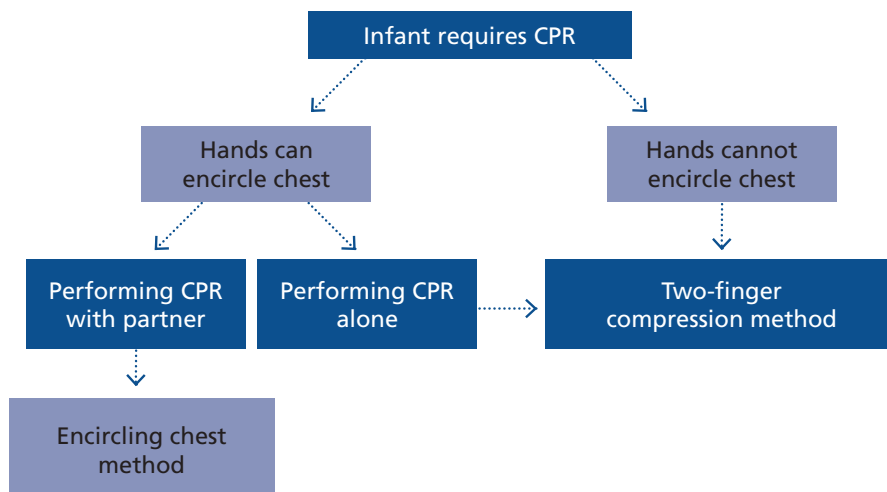 Infant requires CPR
Hands can
encircle chest
Hands cannot
encircle chest
Performing CPR
with partner
Performing CPR
alone
Two-finger
compression method
Encircling chest
method